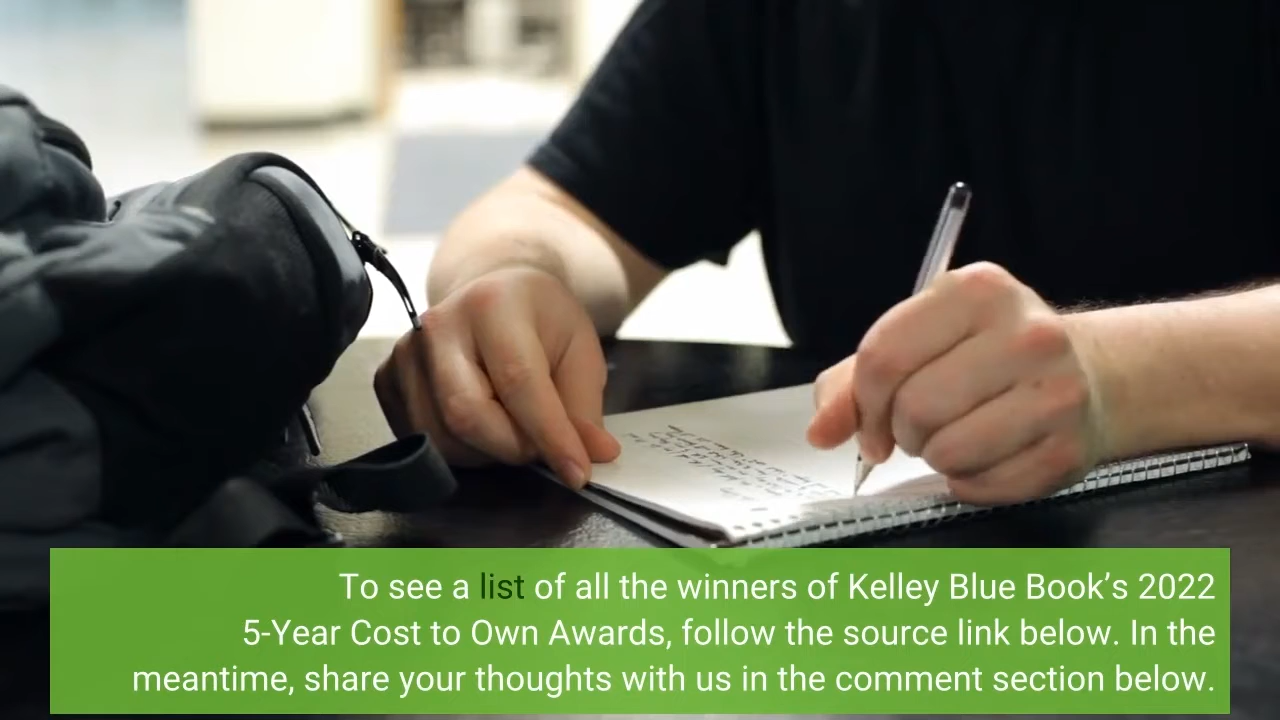 To see a list of all the winners of Kelley Blue Book’s 2022
5-Year Cost to Own Awards, follow the source link below. In the
meantime, share your thoughts with us in the comment section below.